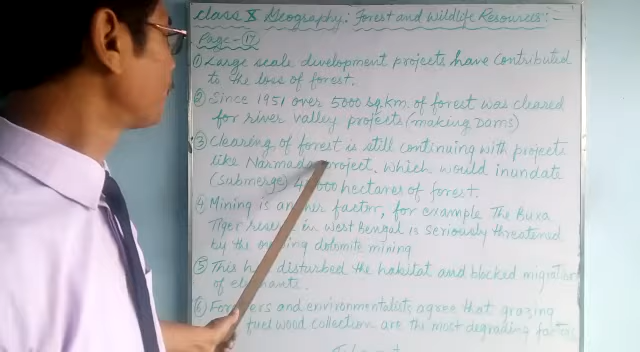 Class X Geography: Forest and Wildlife Resources:-
Page-17
① Large scale development projects have contributed
to the loss of forest.
② Since 1951 over 5000 sq.km. of forest was cleared
for river valley projects (making Dams)
③ Clearing of forest is still continuing with projects
like Narmada project, which would inundate
(submerge) 000 hectares of forest.
④ Mining is factor, for example The Buxa
Tiger in West Bengal is seriously threatened
by the dolomite mining
⑤ This disturbed the habitat and blocked migration
of
⑥ and environmentalists agree that grazing
fuel wood collection are the most degrading factors